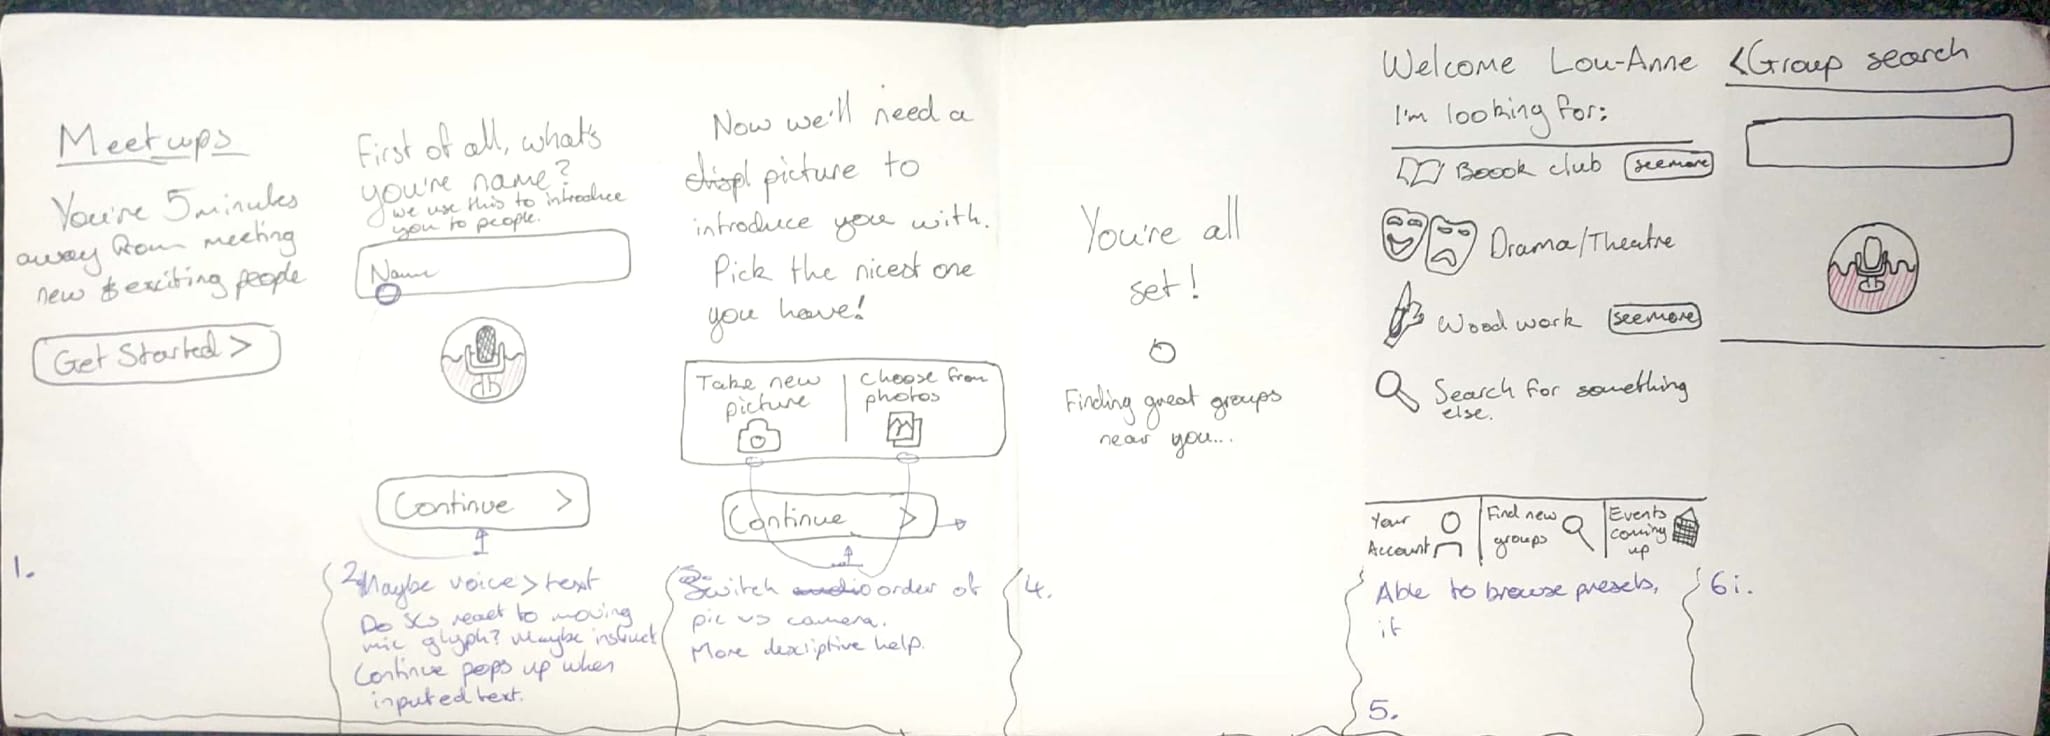 Meetups
You're 5 minutes
away from meeting
new & exciting people
Get Started >
1.
First of all, what's
you're name?
we use this to introduce
you to people.
Name
Continue >
2.
Maybe voice > text
Do SCs react to moving
mic glyph? Maybe instruct
Continue pops up when
inputed text.
Now we'll need a
displ picture to
introduce you with.
Pick the nicest one
you have!
Take new
picture
Choose from
photos
Continue >
3.
Switch audio order of
pic vs camera.
More descriptive help.
You're all
set!
Finding great groups
near you...
4.
Welcome Lou-Anne
I'm looking for:
Boook club see more
Drama/Theatre
Wood work see more
Search for something
else.
Your
Account
Find new
groups
Events
coming
up
Able to browse presets,
if
5.
<Group search
6i.